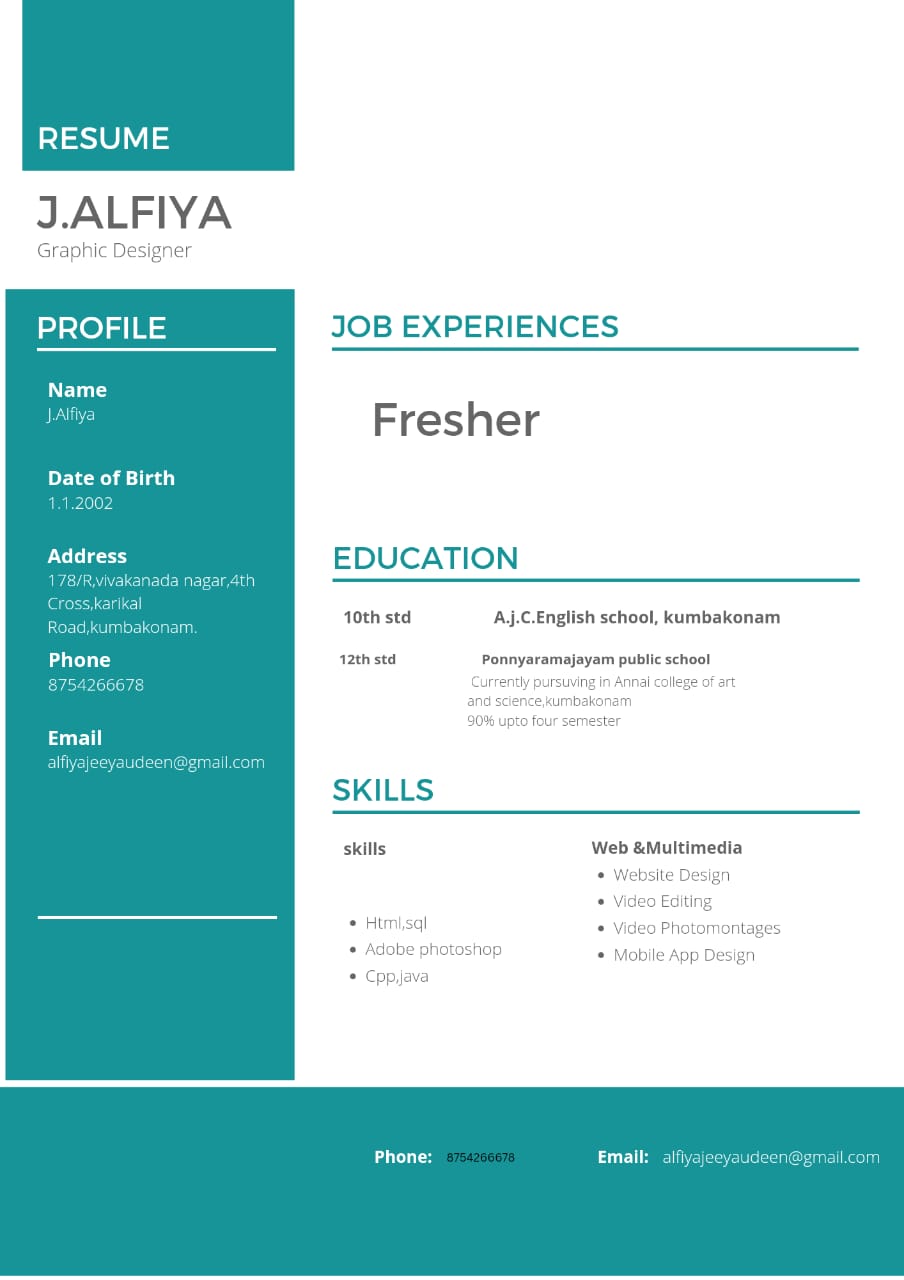 RESUME
J.ALFIYA
Graphic Designer
PROFILE
Name
J.Alfiya
Date of Birth
1.1.2002
Address
178/R,vivakanada nagar,4th
Cross,karikal
Road,kumbakonam.
Phone
8754266678
Email
alfiyajeeyaudeen@gmail.com
JOB EXPERIENCES
Fresher
EDUCATION
10th std A.j.C.English school, kumbakonam
12th std Ponnyaramajayam public school
Currently pursuving in Annai college of art
and science,kumbakonam
90% upto four semester
SKILLS
skills
Html,sql
Adobe photoshop
Cpp,java
Web &Multimedia
Website Design
Video Editing
Video Photomontages
Mobile App Design
Phone: 8754266678 Email: alfiyajeeyaudeen@gmail.com